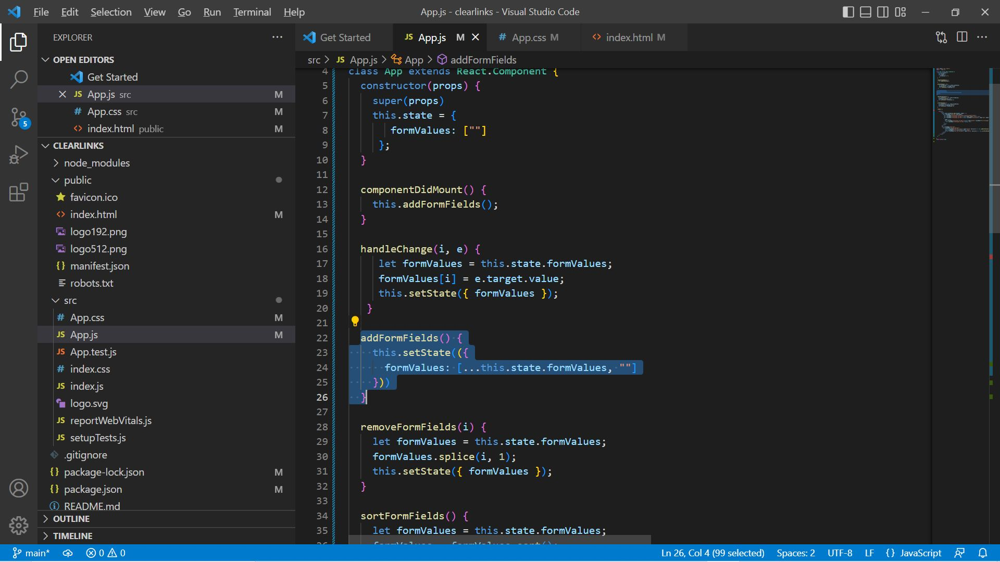 File Edit Selection View Go Run Terminal Help
App.js - clearlinks - Visual Studio Code
EXPLORER
OPEN EDITORS
Get Started
JS App.js src M
# App.css src M
<> index.html public M
CLEARLINKS
node_modules
public
favicon.ico
<> index.html M
logo192.png
logo512.png
{} manifest.json
robots.txt
src
# App.css M
JS App.js M
JS App.test.js
# index.css
JS index.js
logo.svg
JS reportWebVitals.js
JS setupTests.js
.gitignore
{} package-lock.json M
{} package.json M
README.md
OUTLINE
TIMELINE
5
Get Started
JS App.js M
# App.css M
<> index.html M
src > JS App.js > App > addFormFields
4 class App extends React.Component {
5 constructor(props) {
6 super(props)
7 this.state = {
8 formValues: [""]
9 };
10 }
11
12 componentDidMount() {
13 this.addFormFields();
14 }
15
16 handleChange(i, e) {
17 let formValues = this.state.formValues;
18 formValues[i] = e.target.value;
19 this.setState({ formValues });
20 }
21
22 addFormFields() {
23 this.setState(({
24 formValues: [...this.state.formValues, ""]
25 }))
26 }
27
28 removeFormFields(i) {
29 let formValues = this.state.formValues;
30 formValues.splice(i, 1);
31 this.setState({ formValues });
32 }
33
34 sortFormFields() {
35 let formValues = this.state.formValues;
main* 0 0
Ln 26, Col 4 (99 selected) Spaces: 2 UTF-8 LF {} JavaScript